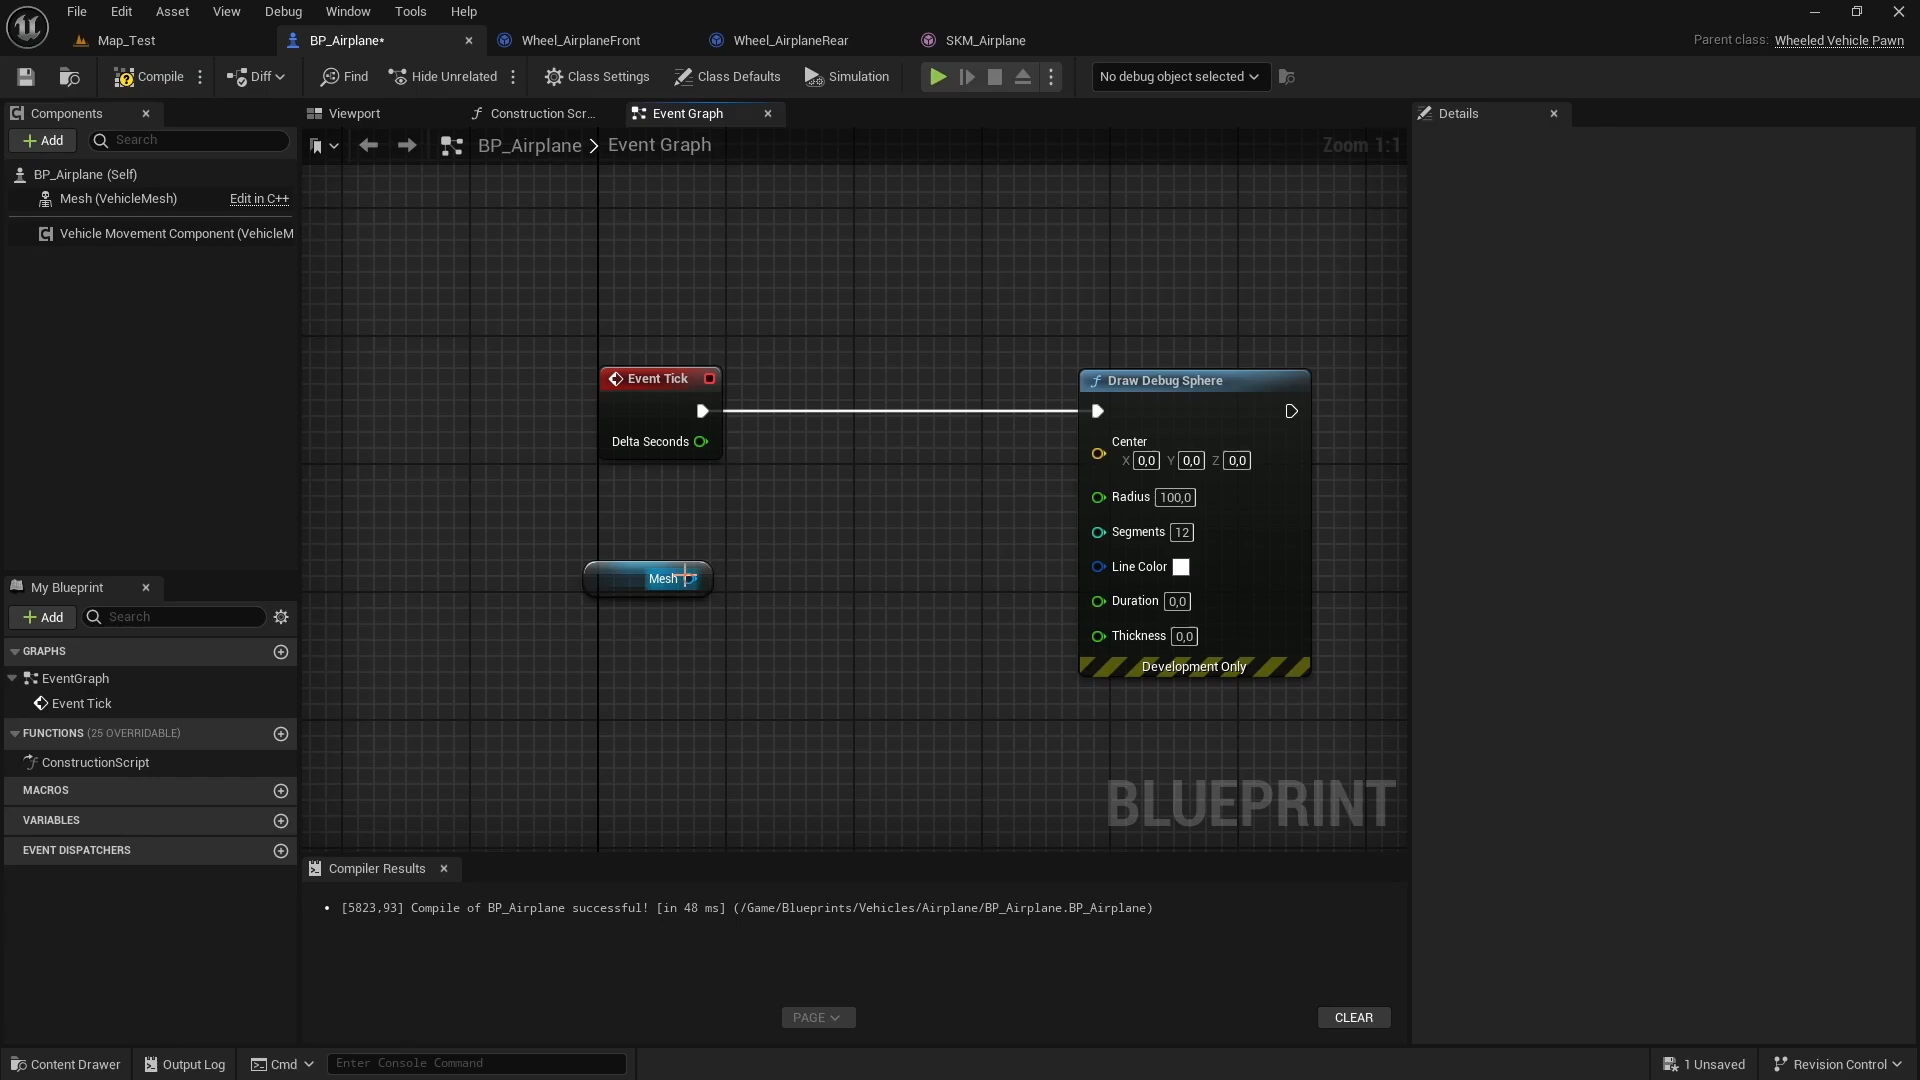 File Edit Asset View Debug Window Tools Help
Map_Test BP_Airplane* Wheel_AirplaneFront Wheel_AirplaneRear SKM_Airplane Parent class: Wheeled Vehicle Pawn
Compile Diff Find Hide Unrelated Class Settings Class Defaults Simulation No debug object selected
Components Viewport Construction Scr... Event Graph Details
Add Search BP_Airplane > Event Graph Zoom 1:1
BP_Airplane (Self)
Mesh (VehicleMesh) Edit in C++
Vehicle Movement Component (VehicleM
Event Tick
Delta Seconds
Mesh
Draw Debug Sphere
Center
X 0,0 Y 0,0 Z 0,0
Radius 100,0
Segments 12
Line Color
Duration 0,0
Thickness 0,0
Development Only
BLUEPRINT
My Blueprint
Add Search
GRAPHS
EventGraph
Event Tick
FUNCTIONS (25 OVERRIDABLE)
ConstructionScript
MACROS
VARIABLES
EVENT DISPATCHERS
Compiler Results
• [5823,93] Compile of BP_Airplane successful! [in 48 ms] (/Game/Blueprints/Vehicles/Airplane/BP_Airplane.BP_Airplane)
PAGE CLEAR
Content Drawer Output Log Cmd Enter Console Command 1 Unsaved Revision Control